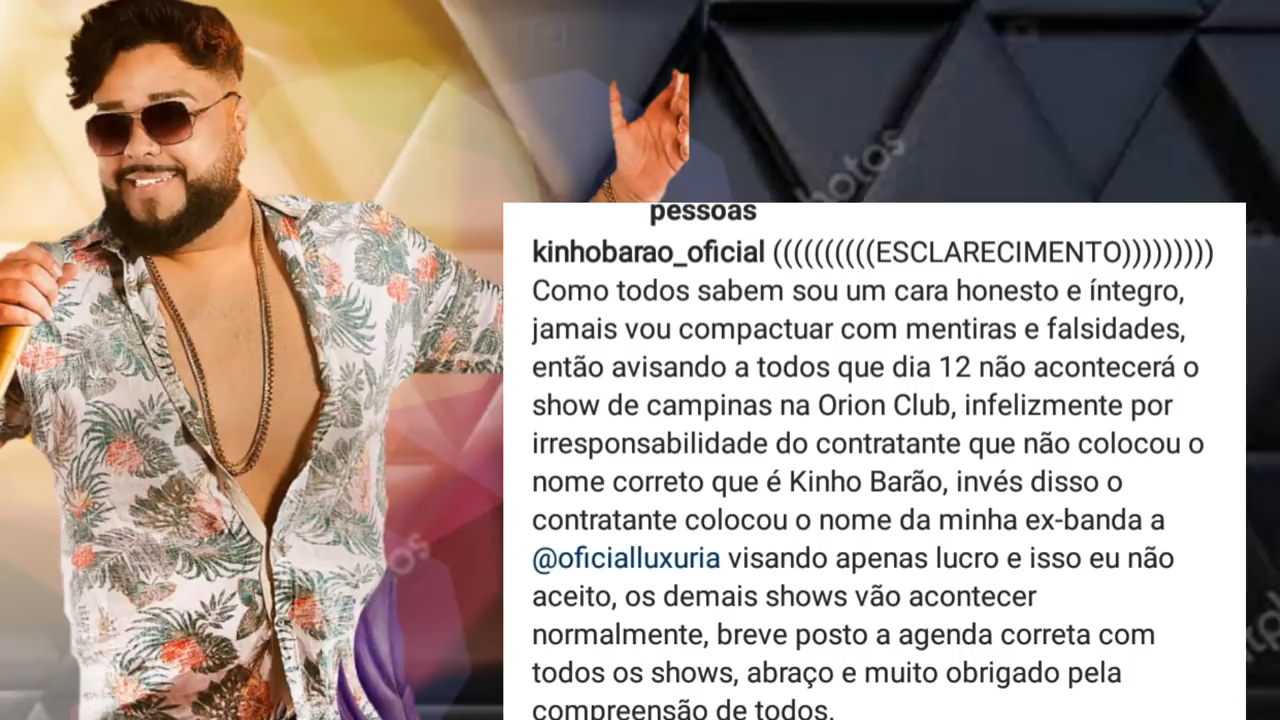 pessoas
kinhobarao_oficial ((((((((((ESCLARECIMENTO)))))))))
Como todos sabem sou um cara honesto e íntegro,
jamais vou compactuar com mentiras e falsidades,
então avisando a todos que dia 12 não acontecerá o
show de campinas na Orion Club, infelizmente por
irresponsabilidade do contratante que não colocou o
nome correto que é Kinho Barão, invés disso o
contratante colocou o nome da minha ex-banda a
@oficialluxuria visando apenas lucro e isso eu não
aceito, os demais shows vão acontecer
normalmente, breve posto a agenda correta com
todos os shows, abraço e muito obrigado pela
compreensão de todos.